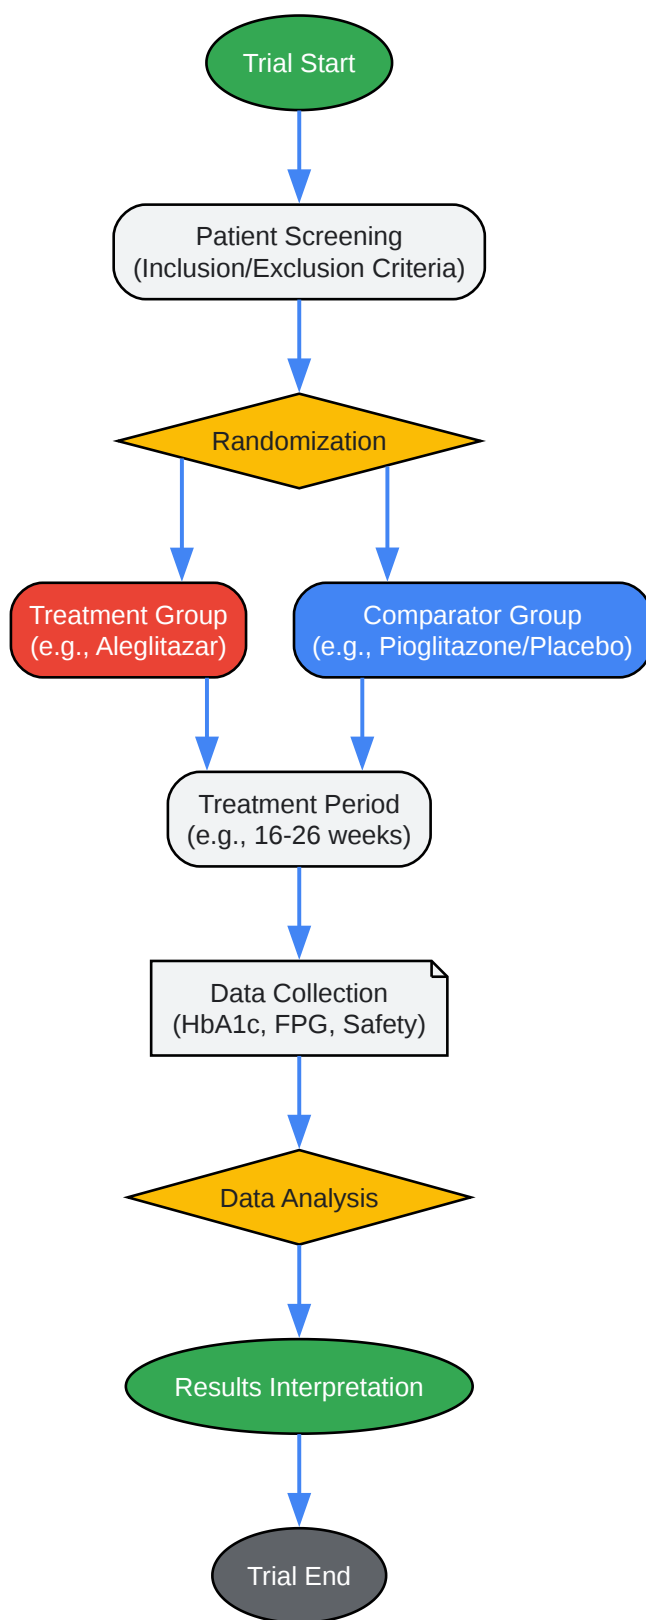 Trial Start
Patient Screening
(Inclusion/Exclusion Criteria)
Randomization
Treatment Group
(e.g., Aleglitazar)
Comparator Group
(e.g., Pioglitazone/Placebo)
Treatment Period
(e.g., 16-26 weeks)
Data Collection
(HbA1c, FPG, Safety)
Data Analysis
Results Interpretation
Trial End